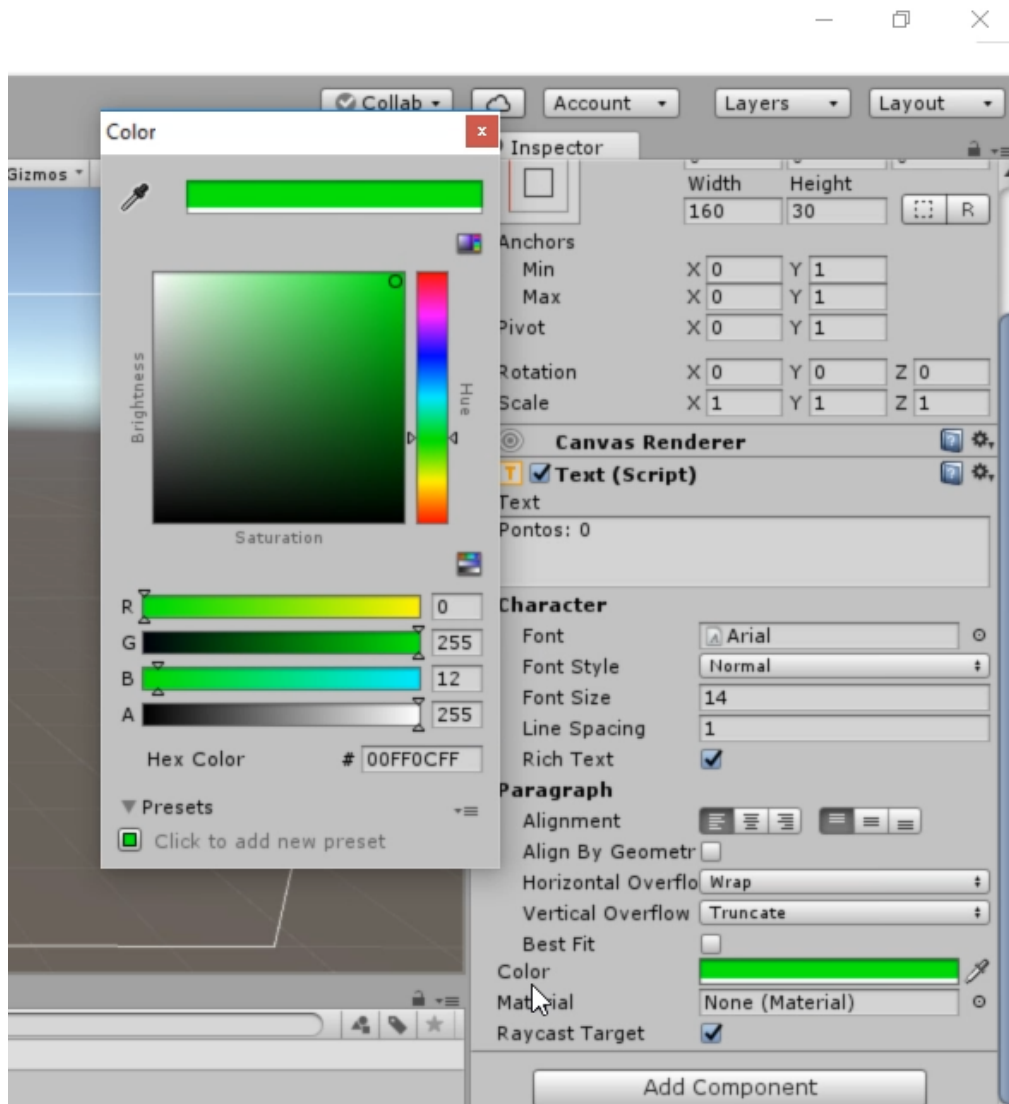 Collab Account Layers Layout
Color x
Inspector
Gizmos
Width Height
160 30 R
Anchors
Min X 0 Y 1
Max X 0 Y 1
Pivot X 0 Y 1
Rotation X 0 Y 0 Z 0
Scale X 1 Y 1 Z 1
Brightness
Hue
Saturation
Canvas Renderer
T Text (Script)
Text
Pontos: 0
R 0
G 255
B 12
A 255
Hex Color # 00FF0CFF
Presets
Click to add new preset
Character
Font Arial
Font Style Normal
Font Size 14
Line Spacing 1
Rich Text
Paragraph
Alignment
Align By Geometr
Horizontal Overflo Wrap
Vertical Overflow Truncate
Best Fit
Color
Material None (Material)
Raycast Target
Add Component